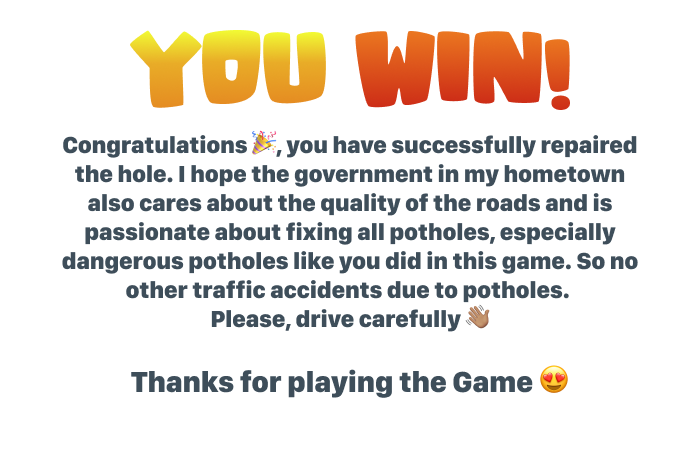 YOU WIN!
Congratulations 🎉, you have successfully repaired
the hole. I hope the government in my hometown
also cares about the quality of the roads and is
passionate about fixing all potholes, especially
dangerous potholes like you did in this game. So no
other traffic accidents due to potholes.
Please, drive carefully 👋🏽
Thanks for playing the Game 😍